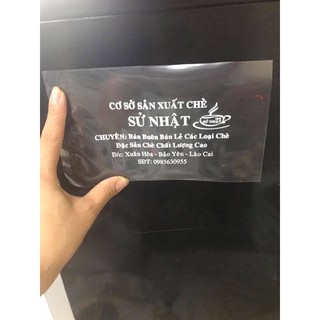 CƠ SỞ SẢN XUẤT CHÈ
SỬ NHẬT
CHUYÊN: Bán Buôn Bán Lẻ Các Loại Chè
Đặc Sản Chè Chất Lượng Cao
Đ/c: Xuân Hòa - Bảo Yên - Lào Cai
SĐT: 0985630955